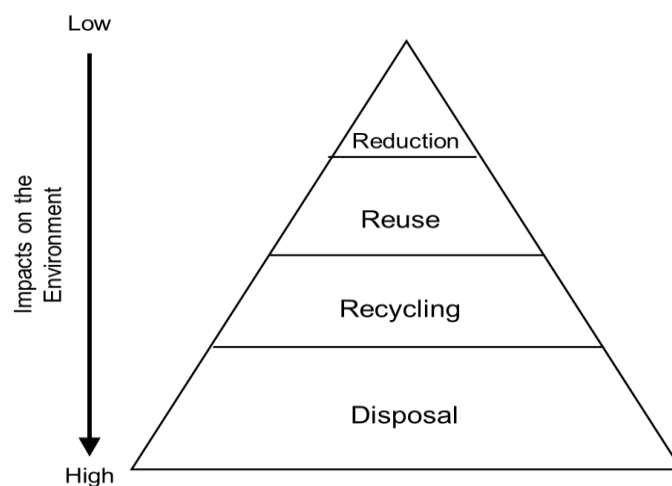 Low
Impacts on the
Environment
High
Reduction
Reuse
Recycling
Disposal